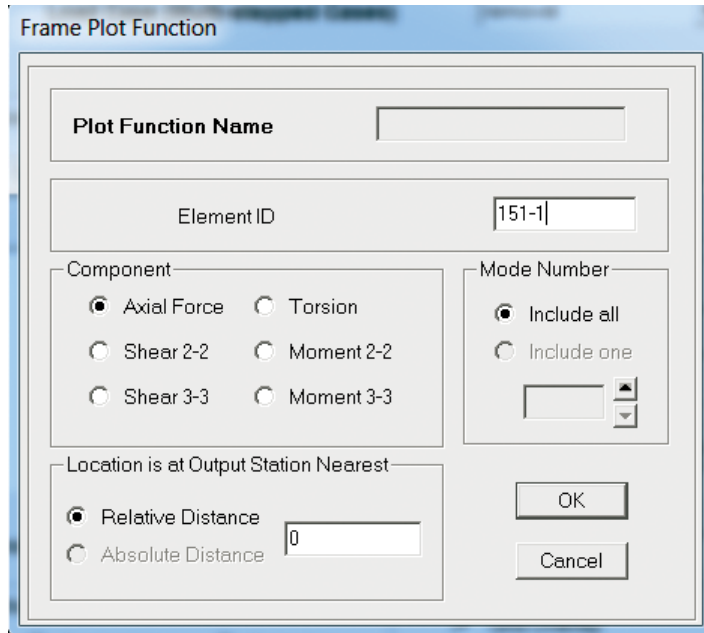 Frame Plot Function
Plot Function Name
Element ID 151-1
Component
Axial Force Torsion
Shear 2-2 Moment 2-2
Shear 3-3 Moment 3-3
Mode Number
Include all
Include one
Location is at Output Station Nearest
Relative Distance
0
Absolute Distance
OK
Cancel